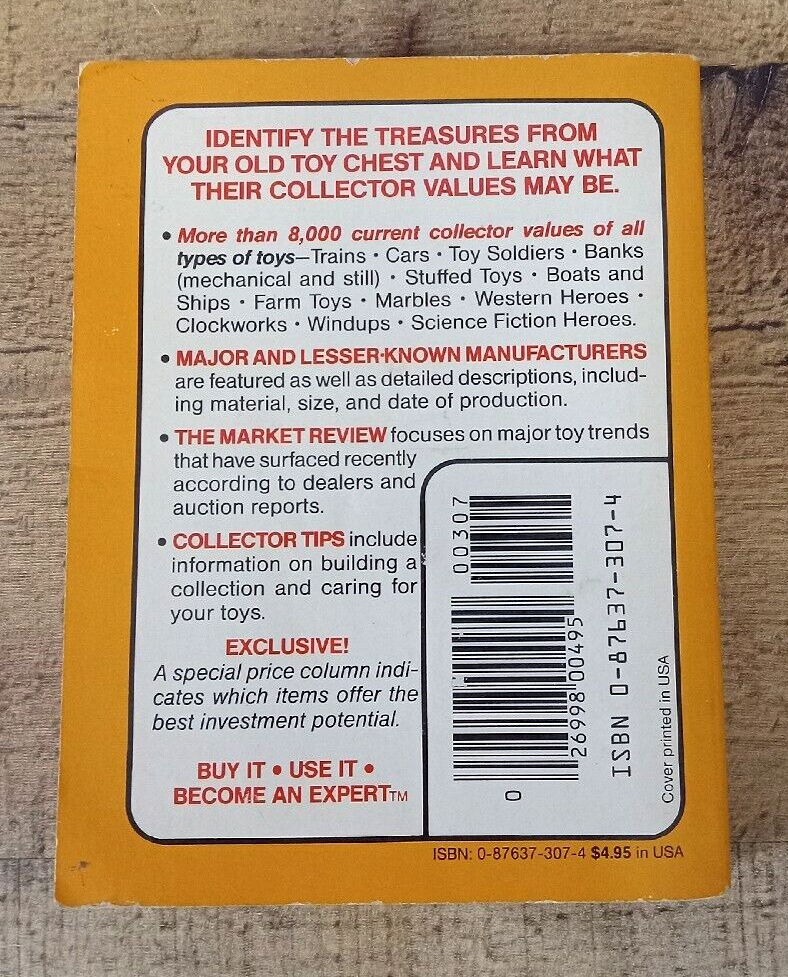 IDENTIFY THE TREASURES FROM
YOUR OLD TOY CHEST AND LEARN WHAT
THEIR COLLECTOR VALUES MAY BE.
• More than 8,000 current collector values of all
types of toys—Trains • Cars • Toy Soldiers • Banks
(mechanical and still) • Stuffed Toys • Boats and
Ships • Farm Toys • Marbles • Western Heroes •
Clockworks • Windups • Science Fiction Heroes.
• MAJOR AND LESSER-KNOWN MANUFACTURERS
are featured as well as detailed descriptions, includ-
ing material, size, and date of production.
• THE MARKET REVIEW focuses on major toy trends
that have surfaced recently
according to dealers and
auction reports.
• COLLECTOR TIPS include
information on building a
collection and caring for
your toys.
EXCLUSIVE!
A special price column indi-
cates which items offer the
best investment potential.
BUY IT • USE IT •
BECOME AN EXPERT™
00307
0 26998 00495
ISBN 0-87637-307-4
Cover printed in USA
ISBN: 0-87637-307-4 $4.95 in USA